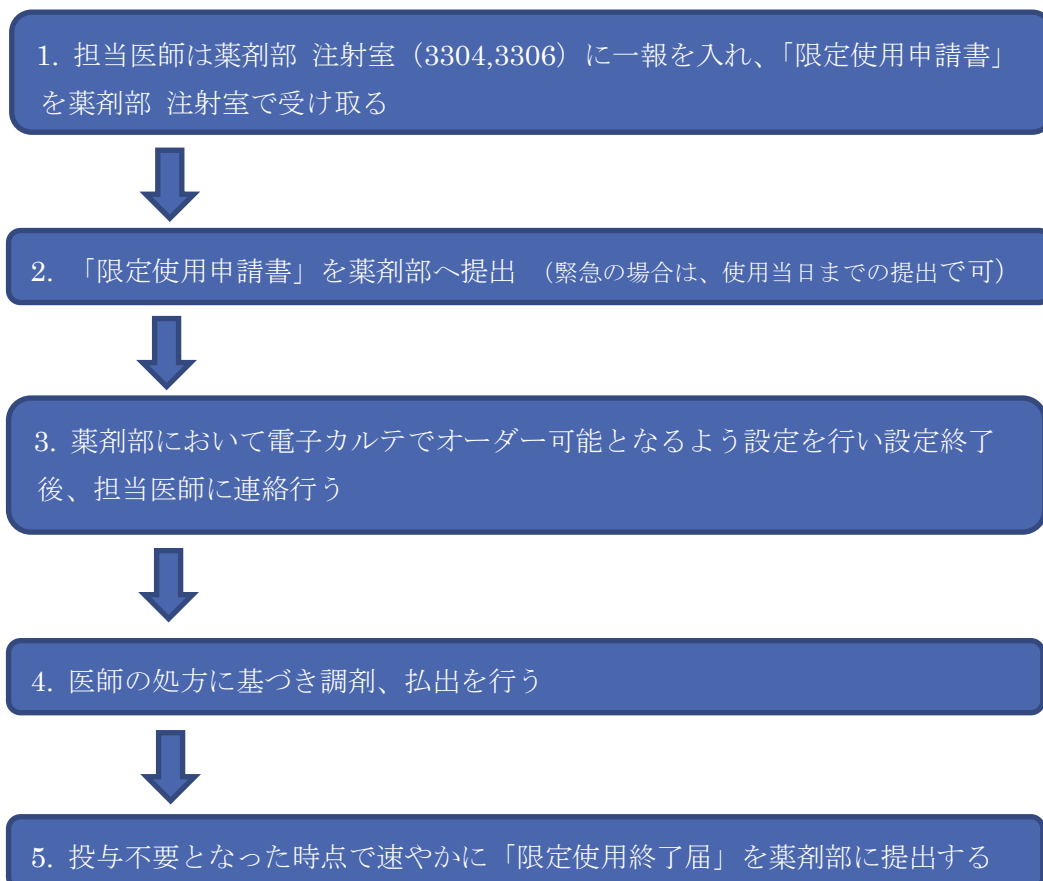 1. 担当医師は薬剤部 注射室（3304,3306）に一報を入れ、「限定使用申請書」
を薬剤部 注射室で受け取る
2. 「限定使用申請書」を薬剤部へ提出 （緊急の場合は、使用当日までの提出で可）
3. 薬剤部において電子カルテでオーダー可能となるよう設定を行い設定終了
後、担当医師に連絡行う
4. 医師の処方に基づき調剤、払出を行う
5. 投与不要となった時点で速やかに「限定使用終了届」を薬剤部に提出する